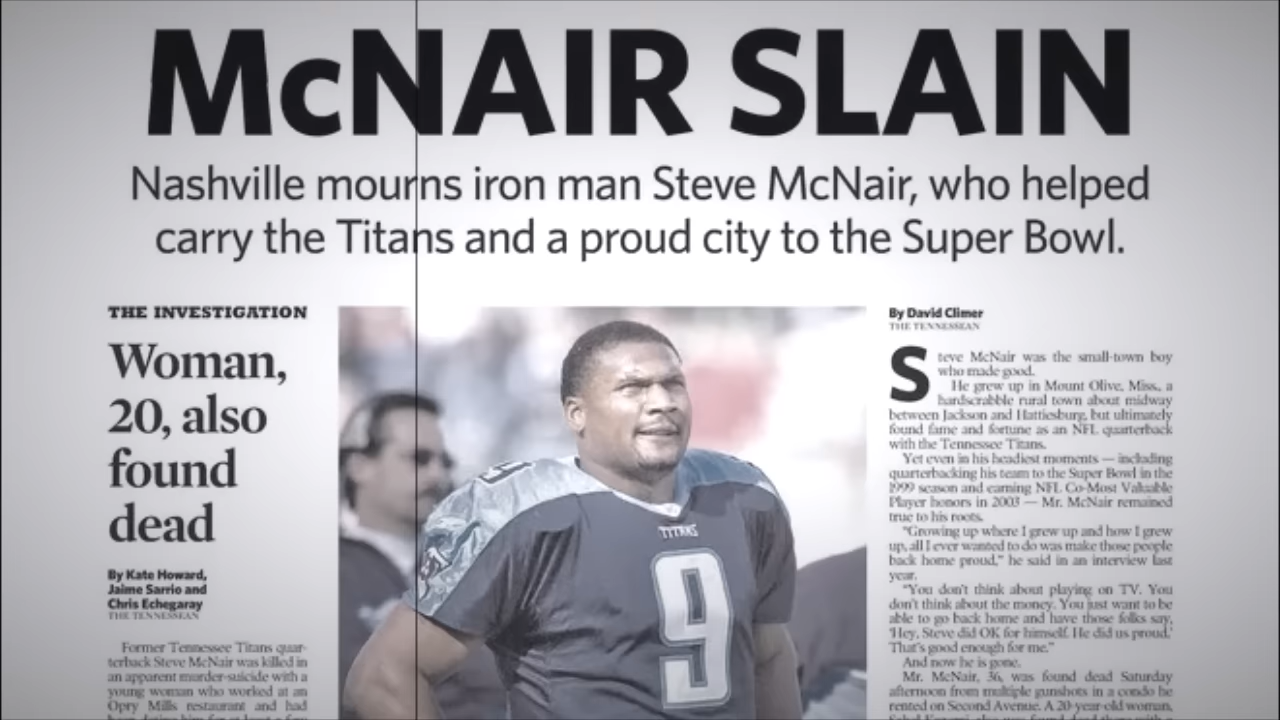 McNAIR SLAIN
Nashville mourns iron man Steve McNair, who helped
carry the Titans and a proud city to the Super Bowl.
THE INVESTIGATION
Woman,
20, also
found
dead
By Kate Howard,
Jaime Sarrio and
Chris Echegaray
THE TENNESSEAN
Former Tennessee Titans quar-
terback Steve McNair was killed in
an apparent murder-suicide with a
young woman who worked at an
Opry Mills restaurant and had
TITANS
9
By David Climer
THE TENNESSEAN
Steve McNair was the small-town boy
who made good.
He grew up in Mount Olive, Miss., a
hardscrabble rural town about midway
between Jackson and Hattiesburg, but ultimately
found fame and fortune as an NFL quarterback
with the Tennessee Titans.
Yet even in his headiest moments — including
quarterbacking his team to the Super Bowl in the
1999 season and earning NFL Co-Most Valuable
Player honors in 2003 — Mr. McNair remained
true to his roots.
"Growing up where I grew up and how I grew
up, all I ever wanted to do was make those people
back home proud," he said in an interview last
year.
"You don't think about playing on TV. You
don't think about the money. You just want to be
able to go back home and have those folks say,
'Hey, Steve did OK for himself. He did us proud.'
That's good enough for me."
And now he is gone.
Mr. McNair, 36, was found dead Saturday
afternoon from multiple gunshots in a condo he
rented on Second Avenue. A 20-year-old woman,